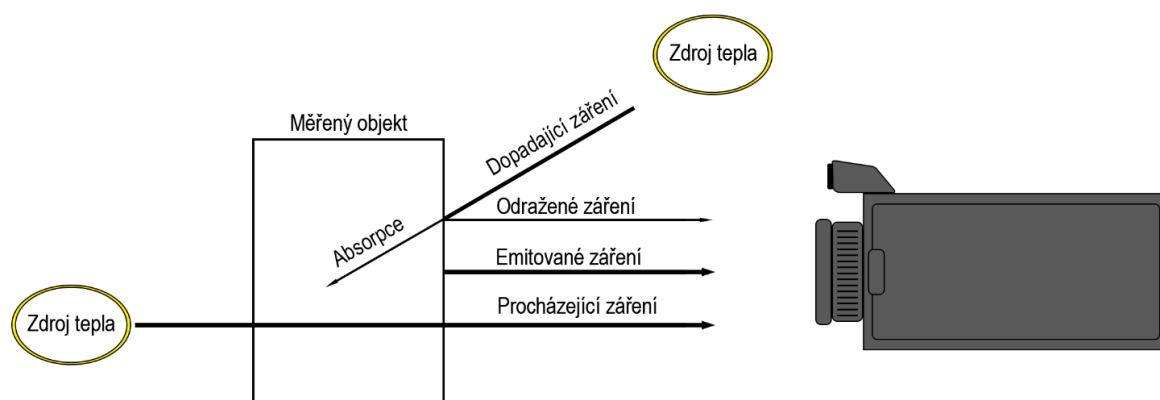 Zdroj tepla
Měřený objekt
Dopadající záření
Odražené záření
Absorpce
Emitované záření
Procházející záření
Zdroj tepla